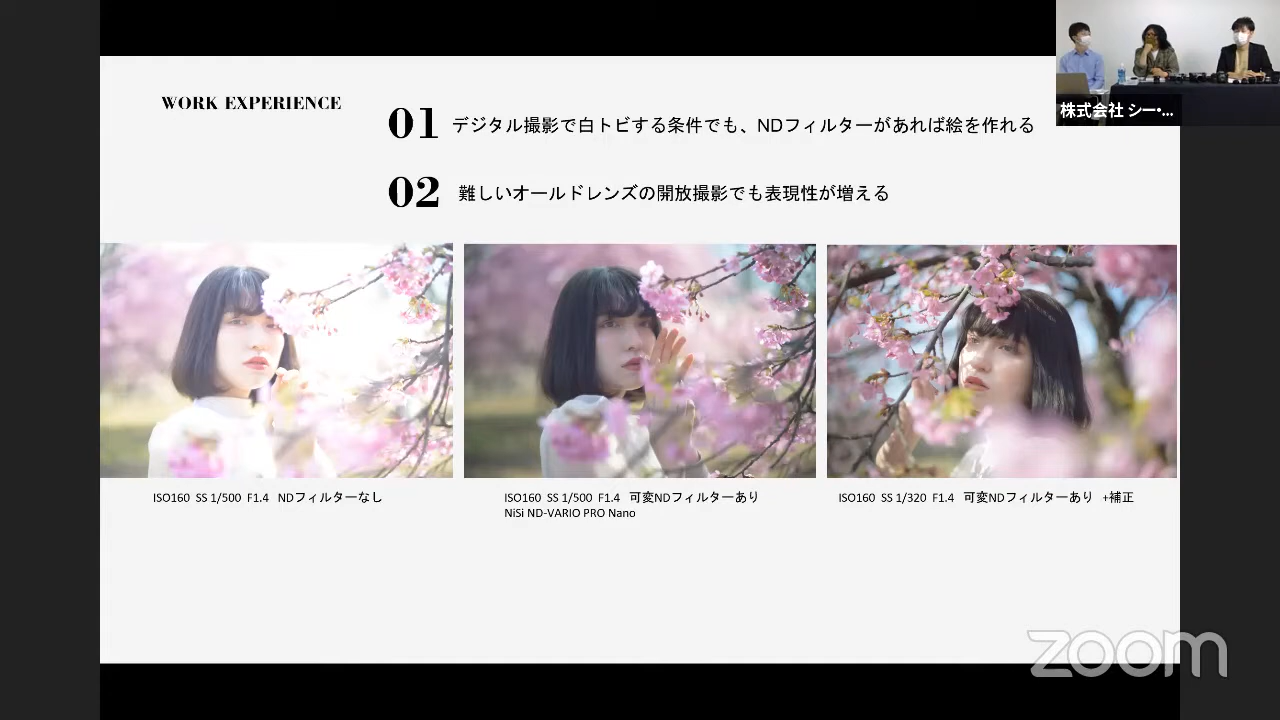 WORK EXPERIENCE
01 デジタル撮影で白トビする条件でも、NDフィルターがあれば絵を作れる
02 難しいオールドレンズの開放撮影でも表現性が増える
ISO160 SS 1/500 F1.4 NDフィルターなし
ISO160 SS 1/500 F1.4 可変NDフィルターあり
NiSi ND-VARIO PRO Nano
ISO160 SS 1/320 F1.4 可変NDフィルターあり +補正
株式会社 シー・...
zoom